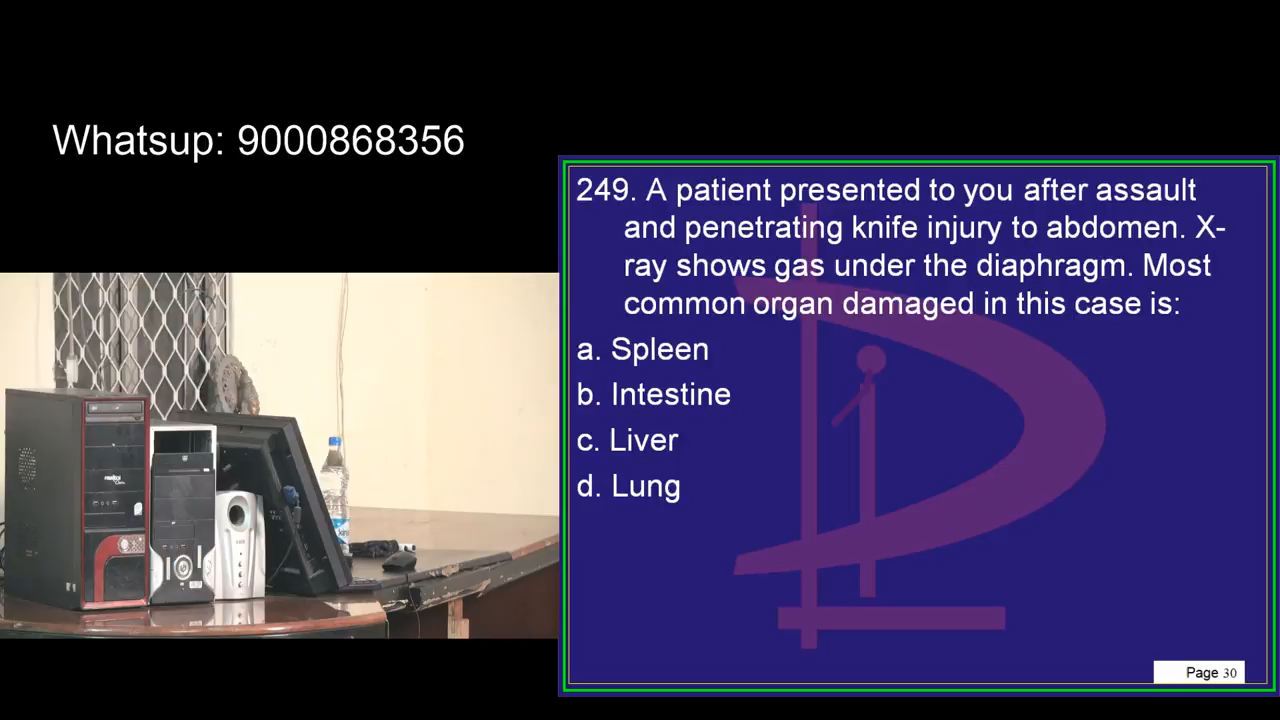 Whatsup: 9000868356
249. A patient presented to you after assault
and penetrating knife injury to abdomen. X-
ray shows gas under the diaphragm. Most
common organ damaged in this case is:
a. Spleen
b. Intestine
c. Liver
d. Lung
Page 30